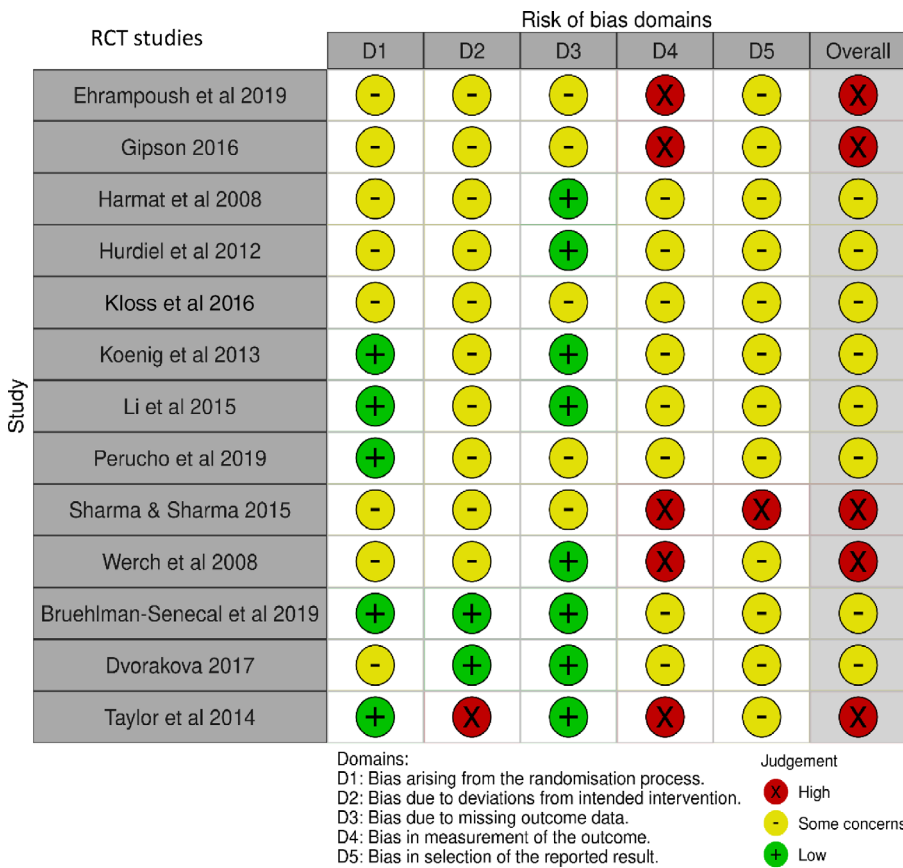 RCT studies
Risk of bias domains
D1 D2 D3 D4 D5 Overall
Study
Ehrampoush et al 2019 - - - X - X
Gipson 2016 - - - X - X
Harmat et al 2008 - - + - - -
Hurdiel et al 2012 - - + - - -
Kloss et al 2016 - - - - - -
Koenig et al 2013 + - + - - -
Li et al 2015 + - + - - -
Perucho et al 2019 + - - - - -
Sharma & Sharma 2015 - - - X X X
Werch et al 2008 - - + X - X
Bruehlman-Senecal et al 2019 + + + - - -
Dvorakova 2017 - + + - - -
Taylor et al 2014 + X + X - X
Domains:
D1: Bias arising from the randomisation process.
D2: Bias due to deviations from intended intervention.
D3: Bias due to missing outcome data.
D4: Bias in measurement of the outcome.
D5: Bias in selection of the reported result.
Judgement
X High
- Some concerns
+ Low